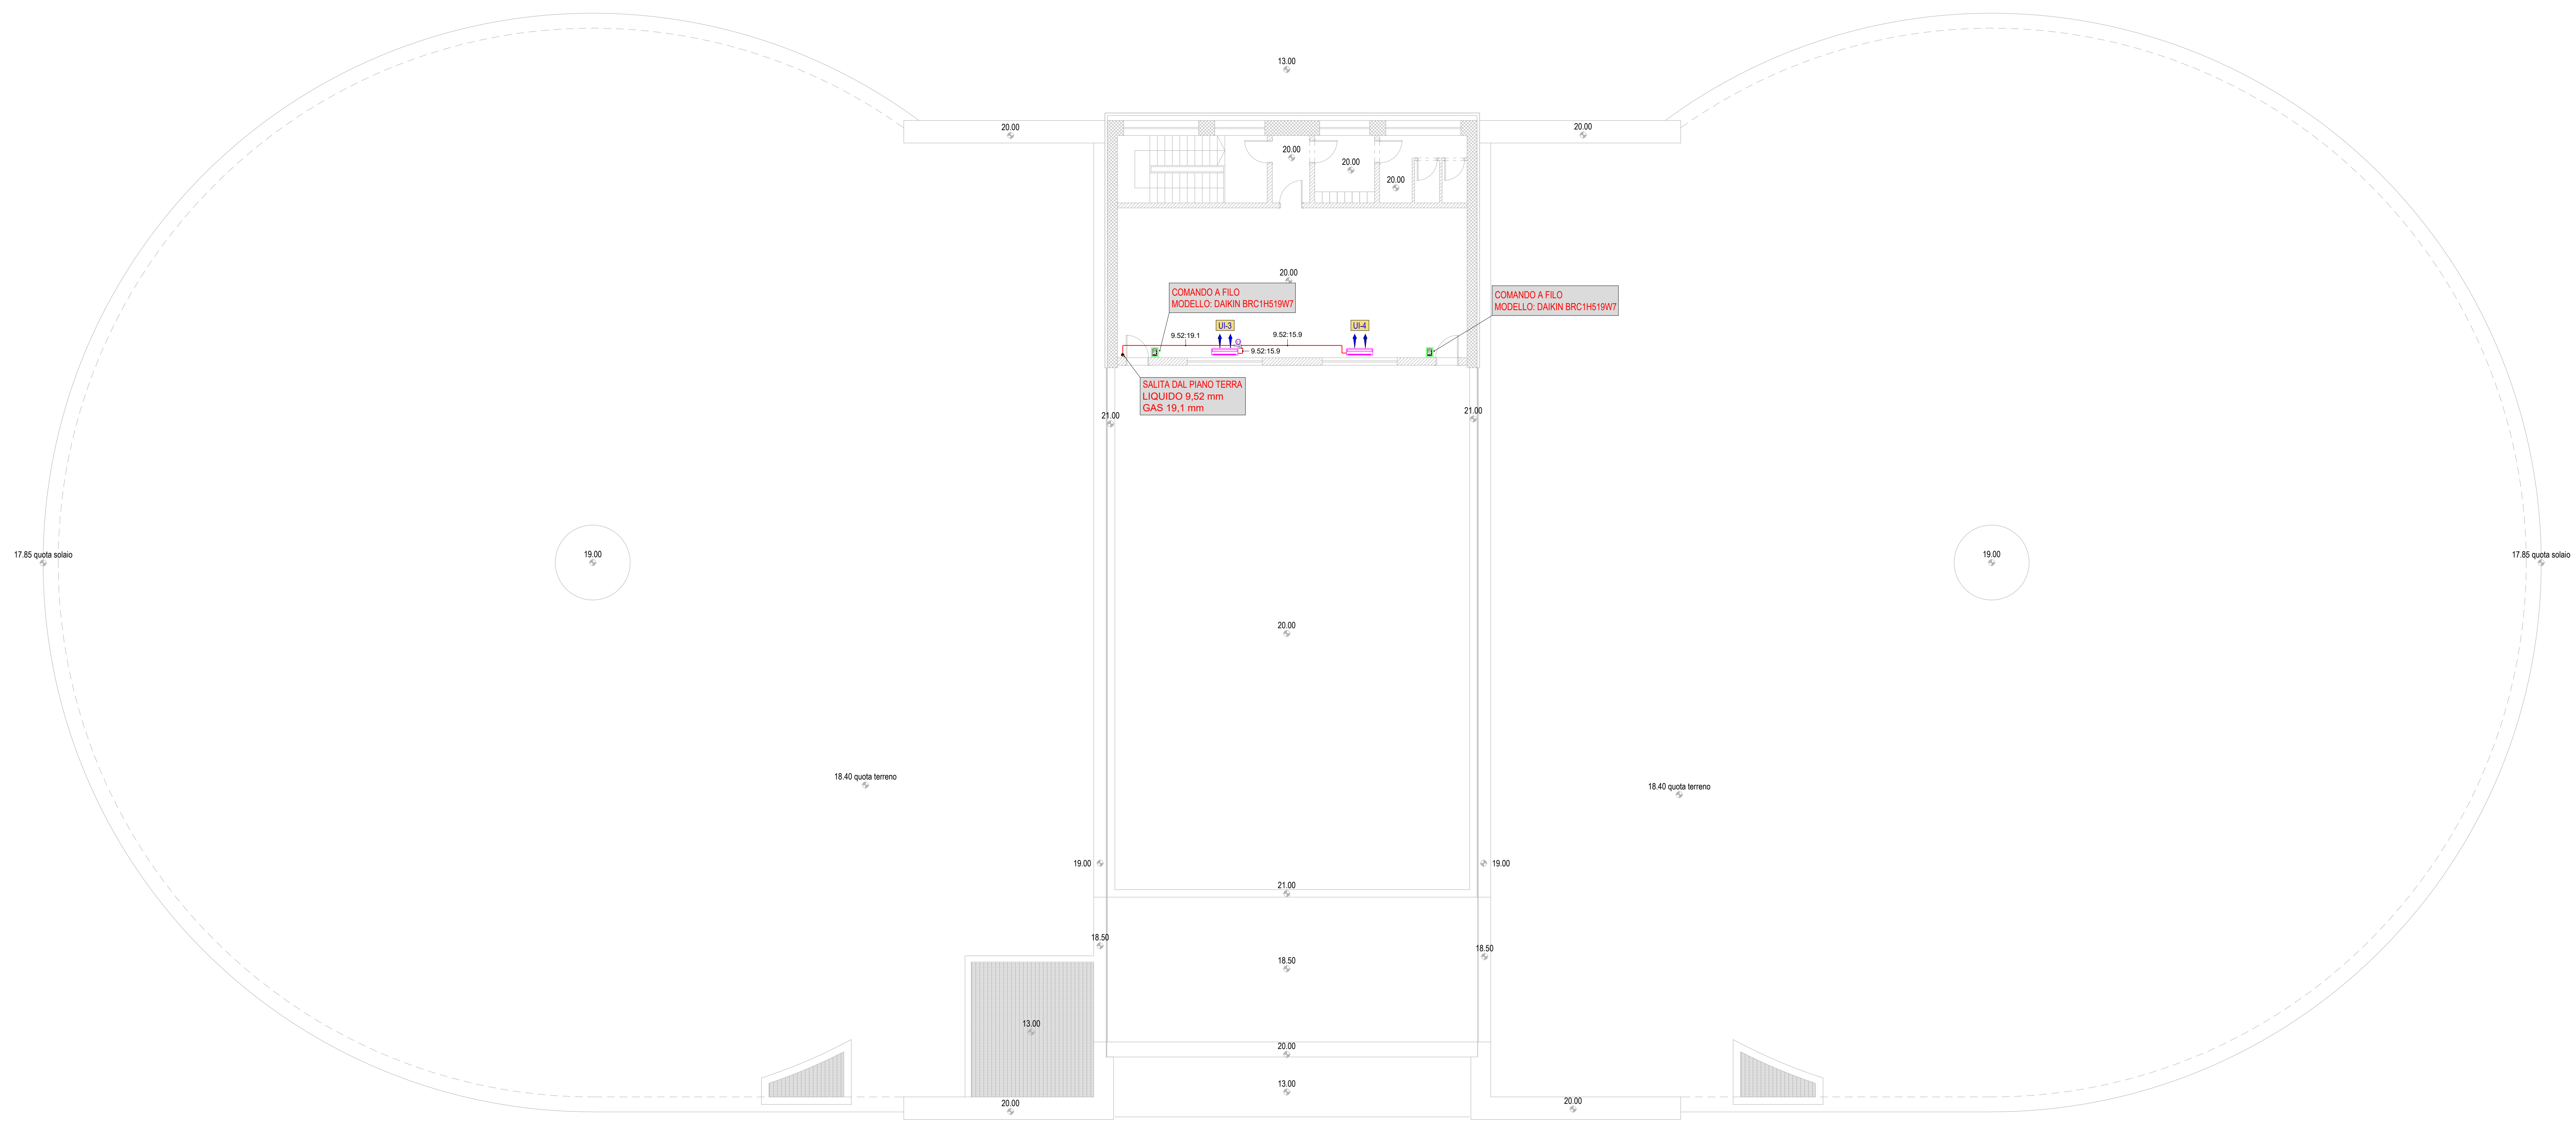 13.00
20.00
20.00
20.00
20.00
20.00
20.00
COMANDO A FILO
MODELLO: DAIKIN BRC1H519W7
COMANDO A FILO
MODELLO: DAIKIN BRC1H519W7
UI-3
UI-4
9.52:19.1
9.52:15.9
9.52:15.9
SALITA DAL PIANO TERRA
LIQUIDO 9,52 mm
GAS 19,1 mm
21.00
21.00
17.85 quota solaio
19.00
19.00
17.85 quota solaio
20.00
18.40 quota terreno
18.40 quota terreno
19.00
19.00
21.00
18.50
18.50
18.50
13.00
20.00
13.00
20.00
20.00